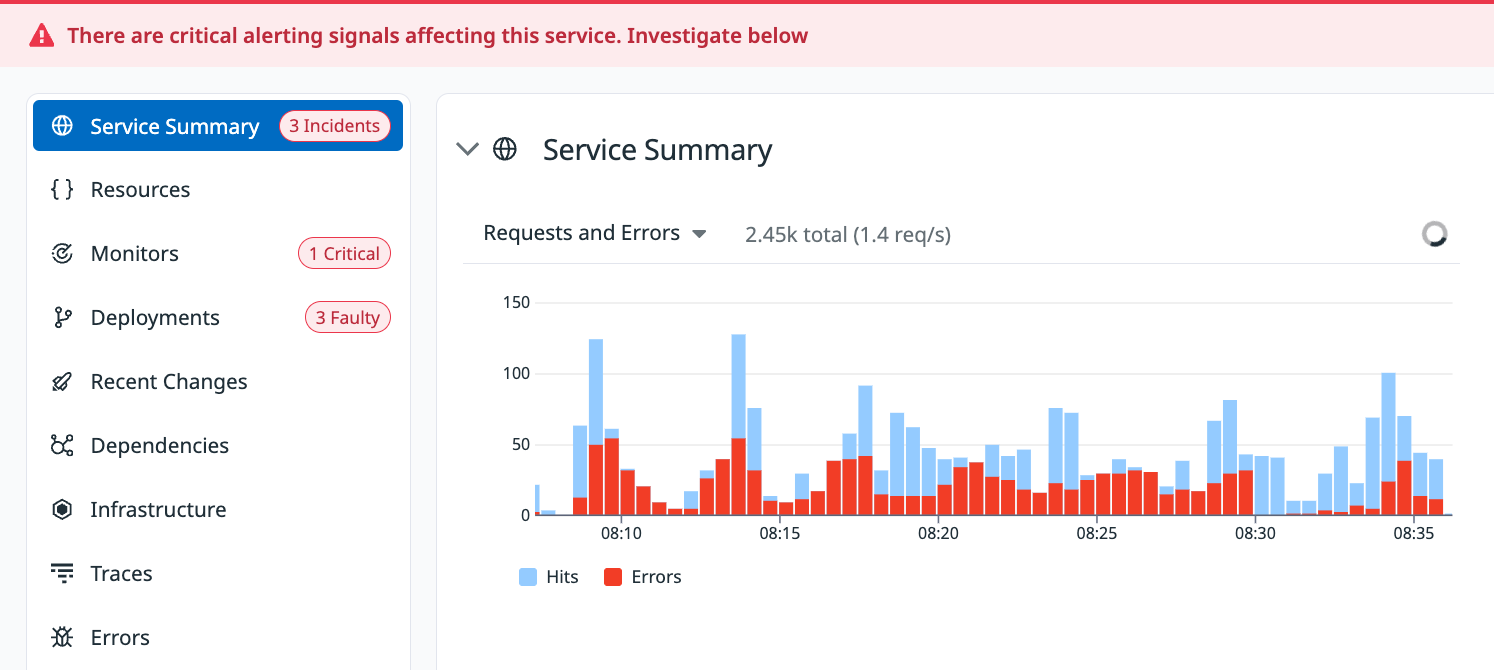 There are critical alerting signals affecting this service. Investigate below
Service Summary 3 Incidents
Resources
Monitors 1 Critical
Deployments 3 Faulty
Recent Changes
Dependencies
Infrastructure
Traces
Errors
Service Summary
Requests and Errors 2.45k total (1.4 req/s)
150
100
50
0
08:10 08:15 08:20 08:25 08:30 08:35
Hits Errors